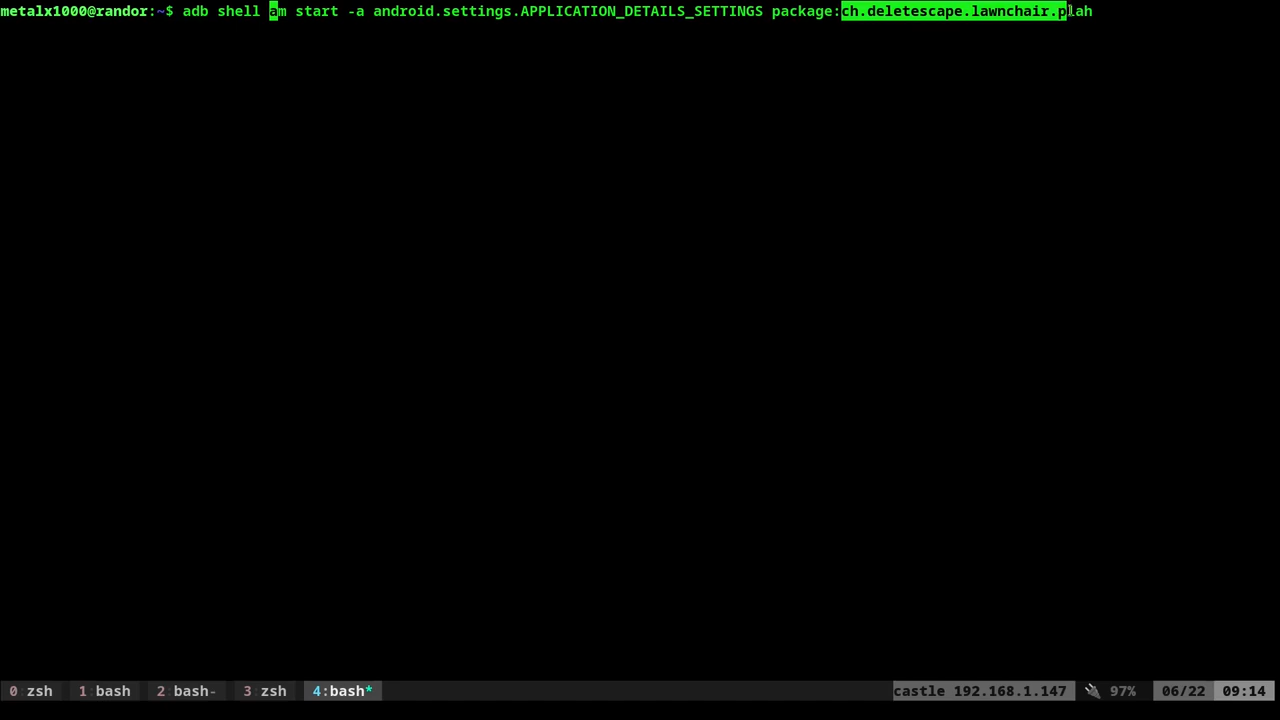 metalx1000@randor:~$ adb shell am start -a android.settings.APPLICATION_DETAILS_SETTINGS package:ch.deletescape.lawnchair.plah
0 zsh 1 bash 2 bash- 3 zsh 4:bash* castle 192.168.1.147 97% 06/22 09:14